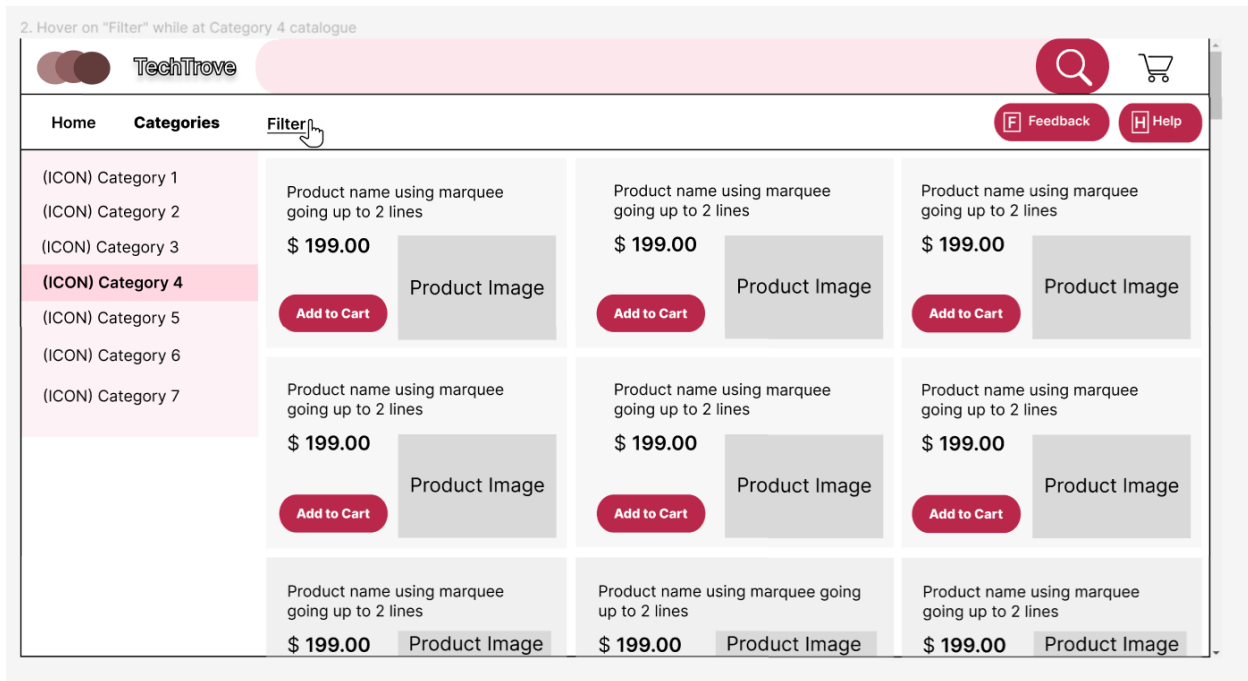 2. Hover on "Filter" while at Category 4 catalogue
TechTrove
Home
Categories
Filter
F Feedback
H Help
(ICON) Category 1
(ICON) Category 2
(ICON) Category 3
(ICON) Category 4
(ICON) Category 5
(ICON) Category 6
(ICON) Category 7
Product name using marquee
going up to 2 lines
$ 199.00
Product Image
Add to Cart
Product name using marquee
going up to 2 lines
$ 199.00
Product Image
Add to Cart
Product name using marquee
going up to 2 lines
$ 199.00
Product Image
Add to Cart
Product name using marquee
going up to 2 lines
$ 199.00
Product Image
Add to Cart
Product name using marquee
going up to 2 lines
$ 199.00
Product Image
Add to Cart
Product name using marquee
going up to 2 lines
$ 199.00
Product Image
Add to Cart
Product name using marquee
going up to 2 lines
$ 199.00
Product Image
Product name using marquee going
up to 2 lines
$ 199.00
Product Image
Product name using marquee
going up to 2 lines
$ 199.00
Product Image